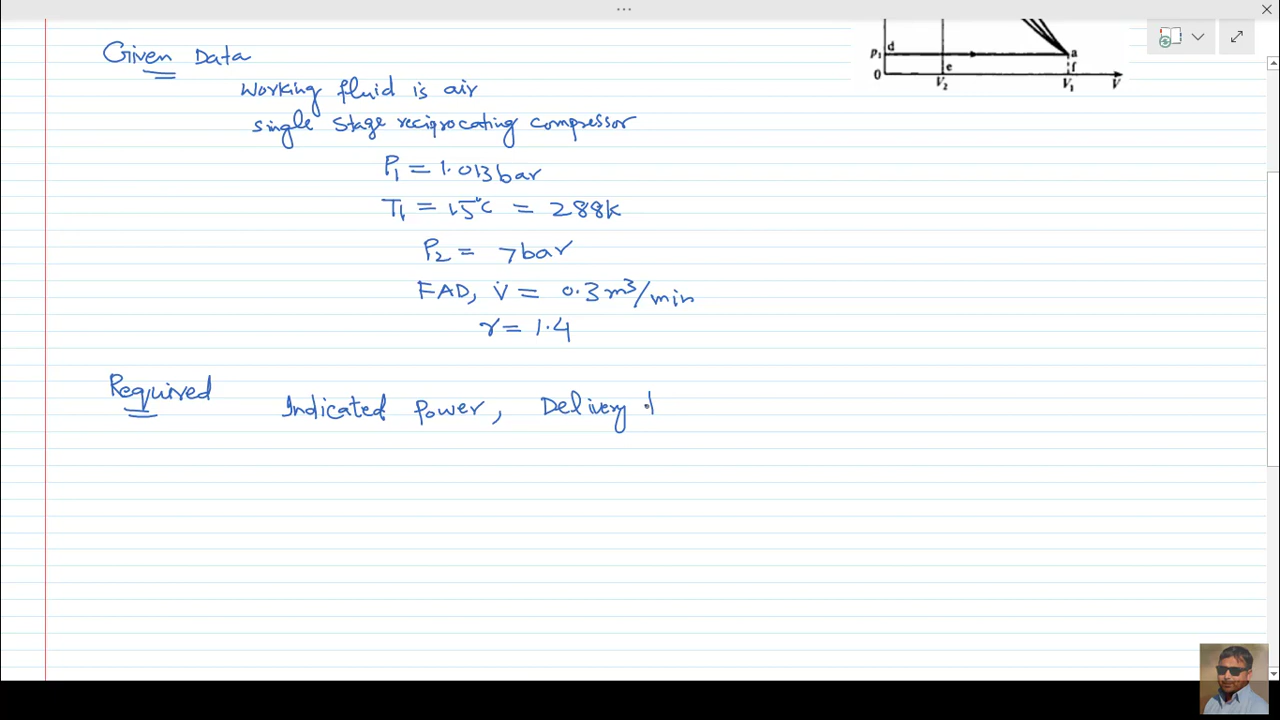 Given Data
Working fluid is air
single stage reciprocating compressor
P₁ = 1.013 bar
T₁ = 15°C = 288K
P₂ = 7 bar
FAD, V̇ = 0.3 m³/min
γ = 1.4
Required
Indicated power, Delivery
p₁ d a
e f
0 V₂ V₁ V